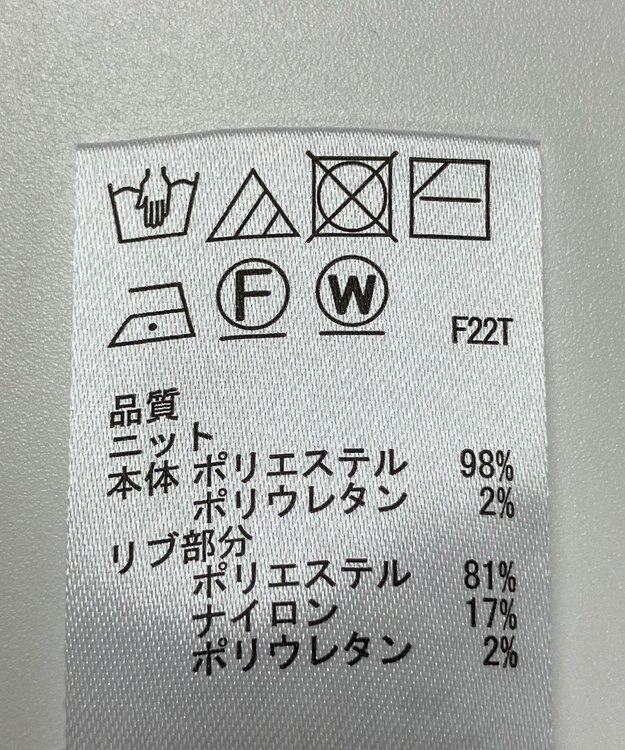 F W F22T
品質
ニット
本体 ポリエステル 98%
ポリウレタン 2%
リブ部分
ポリエステル 81%
ナイロン 17%
ポリウレタン 2%